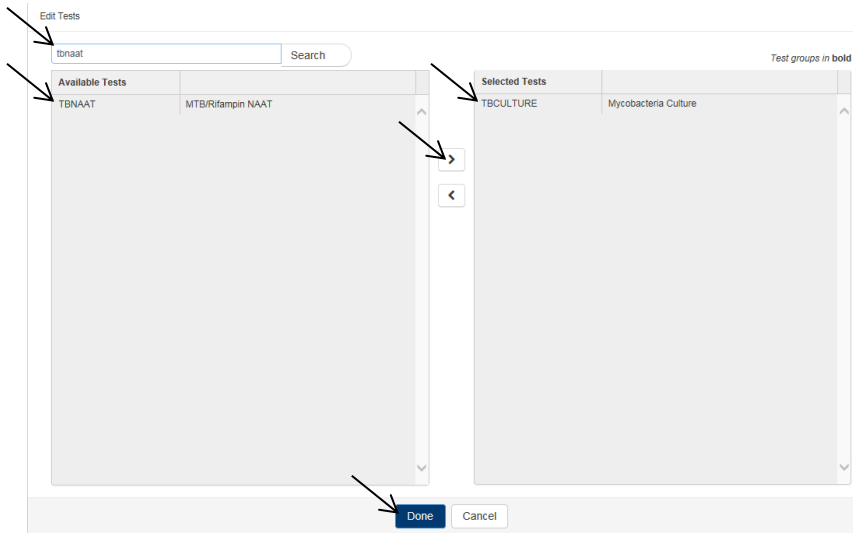 Edit Tests
tbnaat
Search
Test groups in bold
Available Tests
TBNAAT MTB/Rifampin NAAT
Selected Tests
TBCULTURE Mycobacteria Culture
Done Cancel